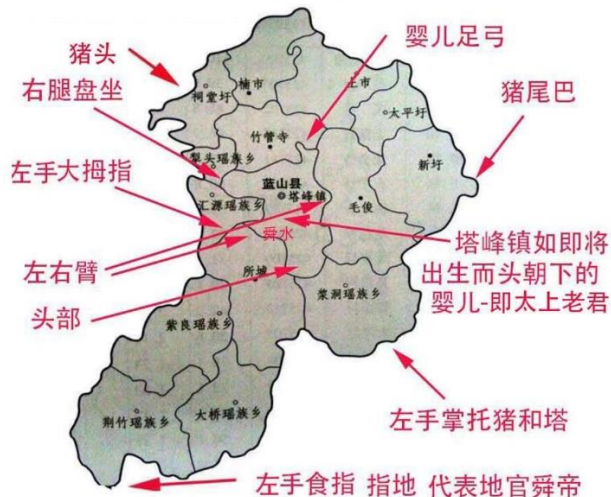 婴儿足弓
猪头
右腿盘坐
楠市
土市
祠堂圩
太平圩
猪尾巴
竹管寺
新圩
犁头瑶族乡
左手大拇指
蓝山县
汇源瑶族乡
塔峰镇
毛俊
舜水
塔峰镇如即将
出生而头朝下的
婴儿-即太上老君
左右臂
所城
头部
浆洞瑶族乡
紫良瑶族乡
左手掌托猪和塔
荆竹瑶族乡
大桥瑶族乡
左手食指 指地 代表地官舜帝